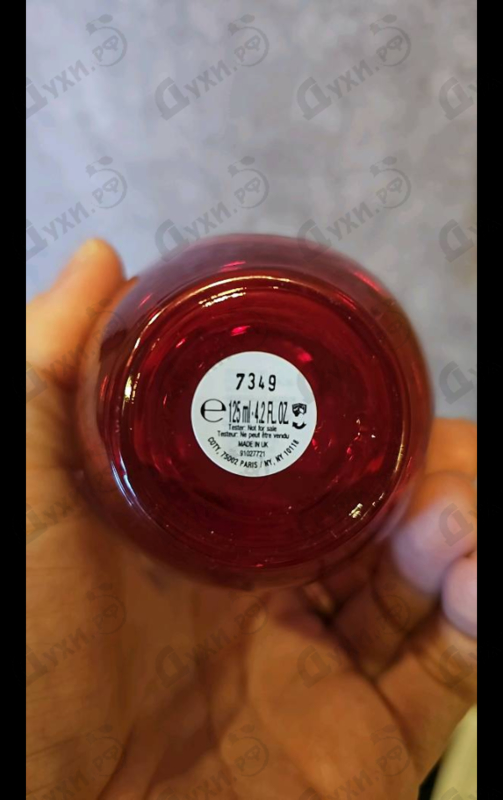 Духи.рф
7349
e 125 ml · 4.2 FL.OZ.
Tester: Not for sale
Testeur: Ne peut être vendu
MADE IN UK
91027721
COTY, 75002 PARIS / NY, NY 10118